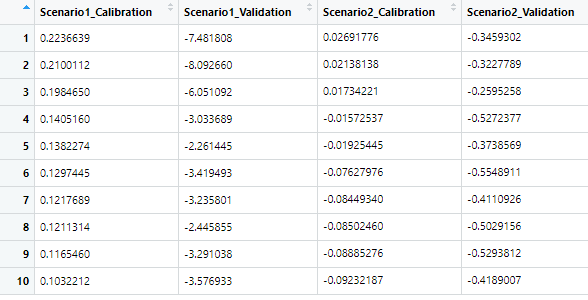 Scenario1_Calibration Scenario1_Validation Scenario2_Calibration Scenario2_Validation
1 0.2236639 -7.481808 0.02691776 -0.3459302
2 0.2100112 -8.092660 0.02138138 -0.3227789
3 0.1984650 -6.051092 0.01734221 -0.2595258
4 0.1405160 -3.033689 -0.01572537 -0.5272377
5 0.1382274 -2.261445 -0.01925445 -0.3738569
6 0.1297445 -3.419493 -0.07627976 -0.5548911
7 0.1217689 -3.235801 -0.08449340 -0.4110926
8 0.1211314 -2.445855 -0.08502460 -0.5029156
9 0.1165460 -3.291038 -0.08885276 -0.5293812
10 0.1032212 -3.576933 -0.09232187 -0.4189007